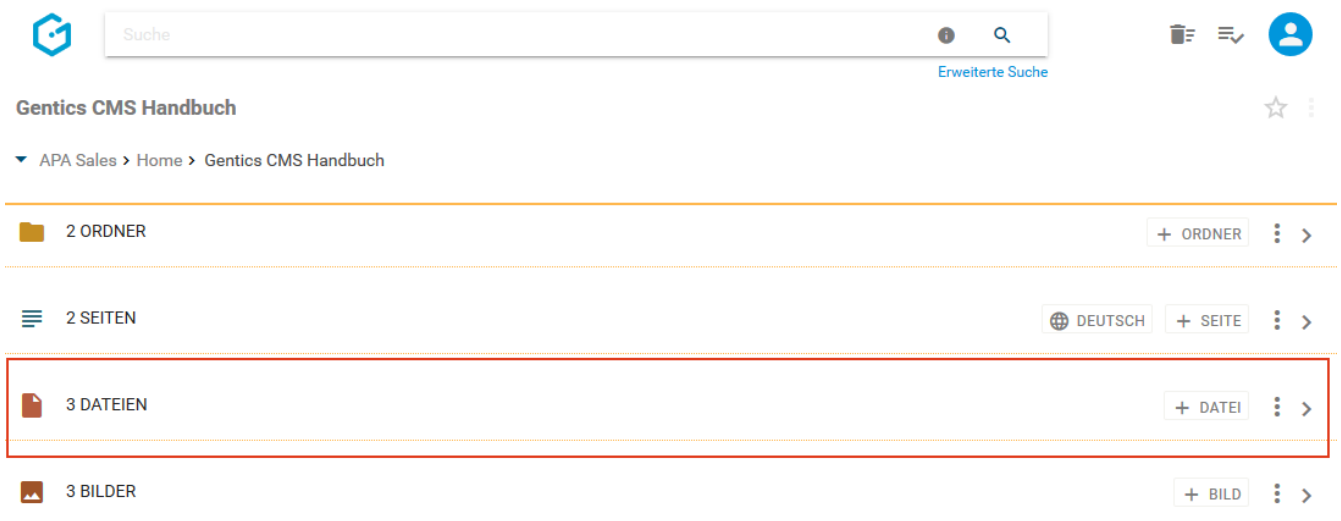 Suche
Erweiterte Suche
Gentics CMS Handbuch
APA Sales > Home > Gentics CMS Handbuch
2 ORDNER + ORDNER
2 SEITEN DEUTSCH + SEITE
3 DATEIEN + DATEI
3 BILDER + BILD